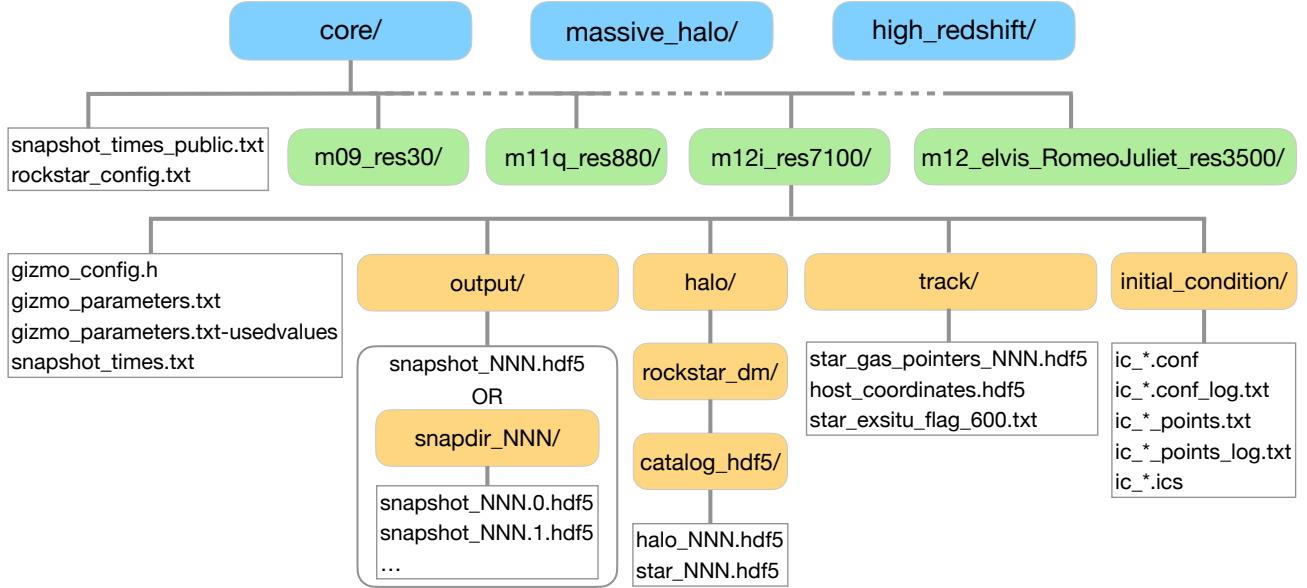 core/
massive_halo/
high_redshift/
snapshot_times_public.txt
rockstar_config.txt
m09_res30/
m11q_res880/
m12i_res7100/
m12_elvis_RomeoJuliet_res3500/
gizmo_config.h
gizmo_parameters.txt
gizmo_parameters.txt-usedvalues
snapshot_times.txt
output/
snapshot_NNN.hdf5
OR
snapdir_NNN/
snapshot_NNN.0.hdf5
snapshot_NNN.1.hdf5
...
halo/
rockstar_dm/
catalog_hdf5/
halo_NNN.hdf5
star_NNN.hdf5
track/
star_gas_pointers_NNN.hdf5
host_coordinates.hdf5
star_exsitu_flag_600.txt
initial_condition/
ic_*.conf
ic_*.conf_log.txt
ic_*_points.txt
ic_*_points_log.txt
ic_*.ics